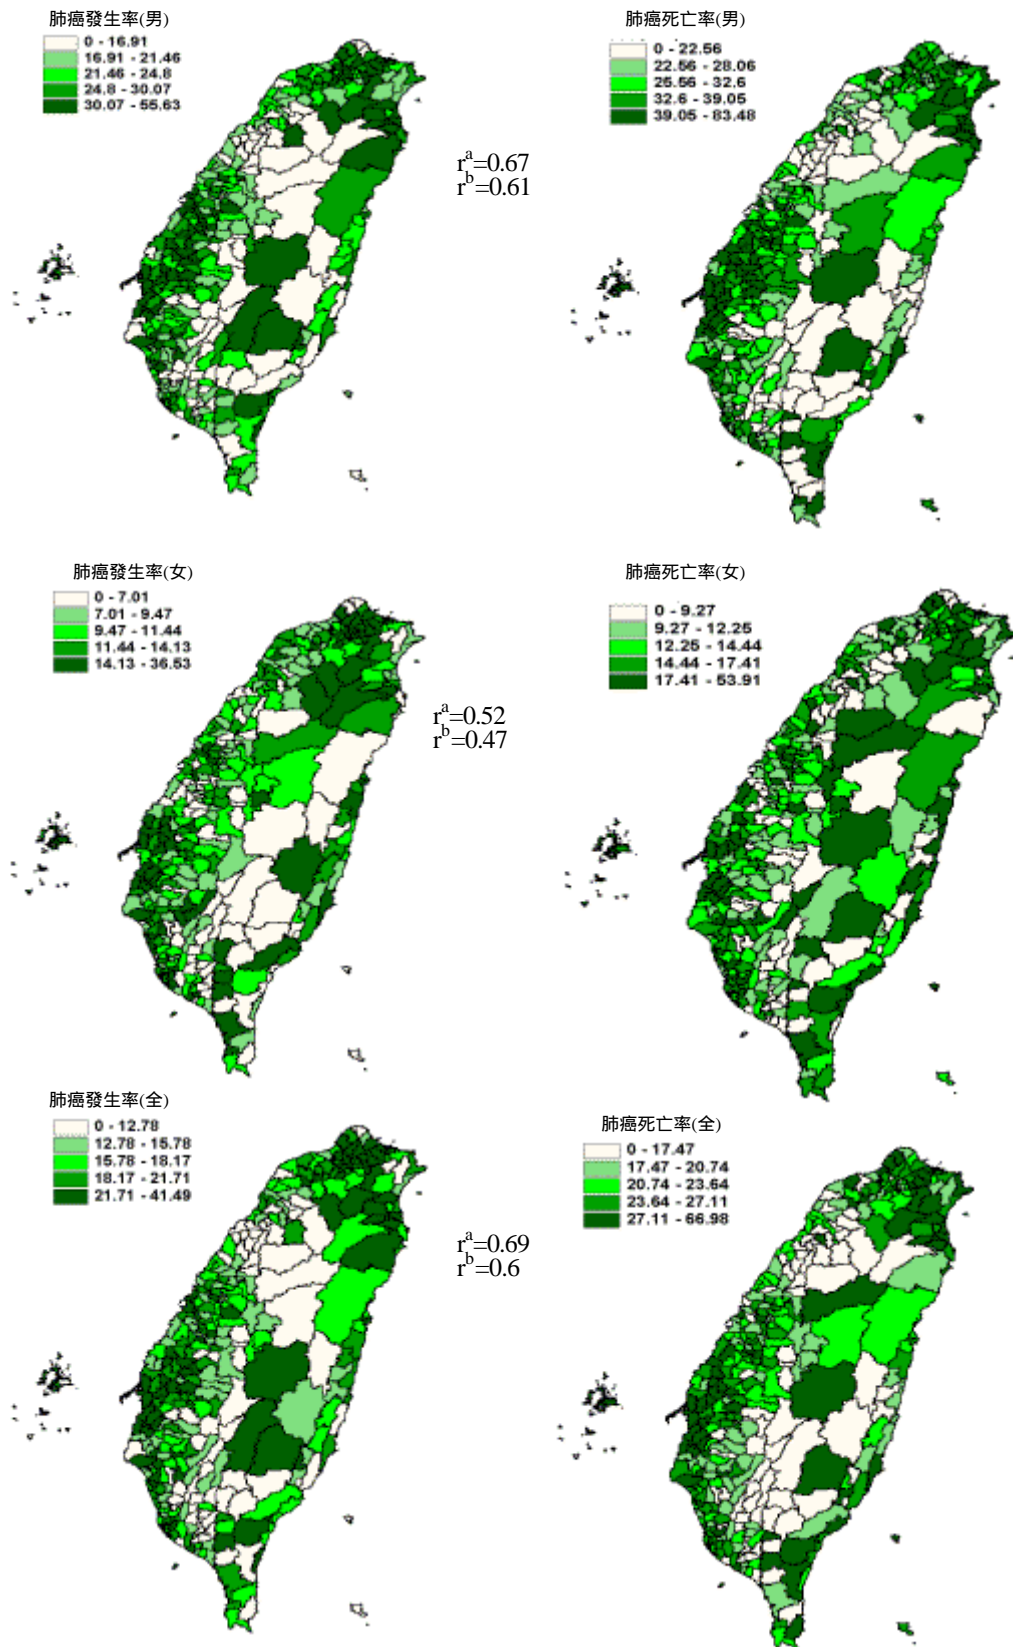 肺癌發生率(男)
0 - 16.91
16.91 - 21.46
21.46 - 24.8
24.8 - 30.07
30.07 - 55.63
肺癌死亡率(男)
0 - 22.56
22.56 - 28.06
25.56 - 32.6
32.6 - 39.05
39.05 - 83.48
rᵃ=0.67
rᵇ=0.61
肺癌發生率(女)
0 - 7.01
7.01 - 9.47
9.47 - 11.44
11.44 - 14.13
14.13 - 36.53
肺癌死亡率(女)
0 - 9.27
9.27 - 12.25
12.25 - 14.44
14.44 - 17.41
17.41 - 53.91
rᵃ=0.52
rᵇ=0.47
肺癌發生率(全)
0 - 12.78
12.78 - 15.78
15.78 - 18.17
18.17 - 21.71
21.71 - 41.49
肺癌死亡率(全)
0 - 17.47
17.47 - 20.74
20.74 - 23.64
23.64 - 27.11
27.11 - 66.98
rᵃ=0.69
rᵇ=0.6